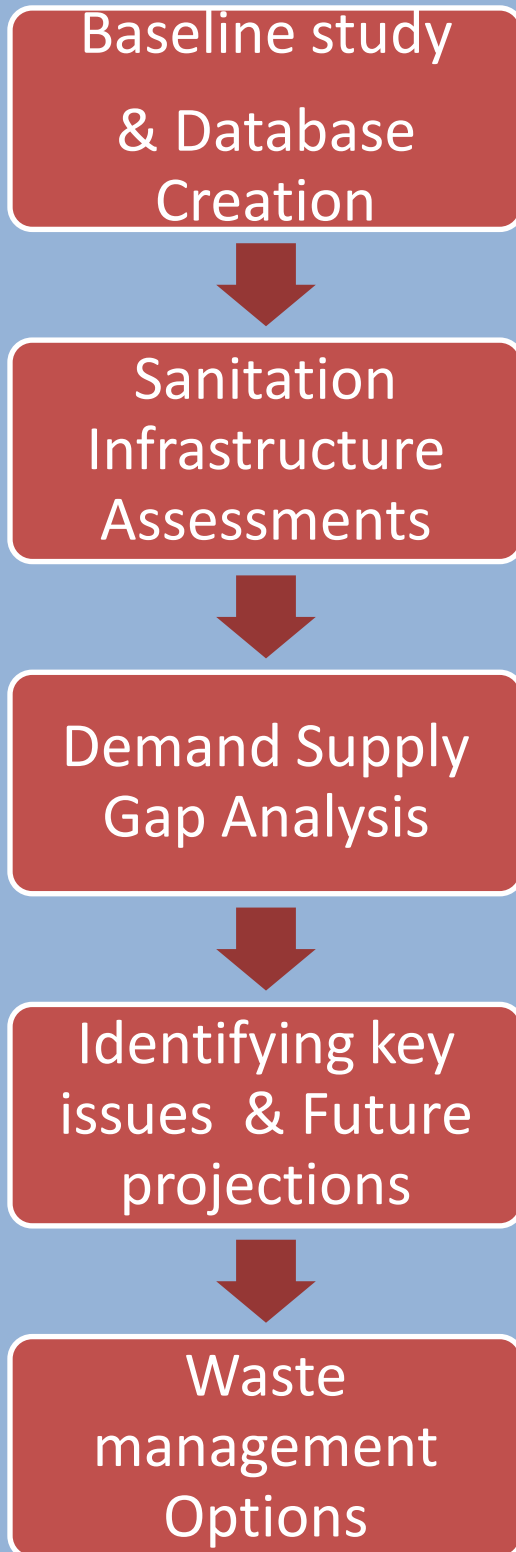 Baseline study
& Database
Creation
Sanitation
Infrastructure
Assessments
Demand Supply
Gap Analysis
Identifying key
issues  & Future
projections
Waste
management
Options